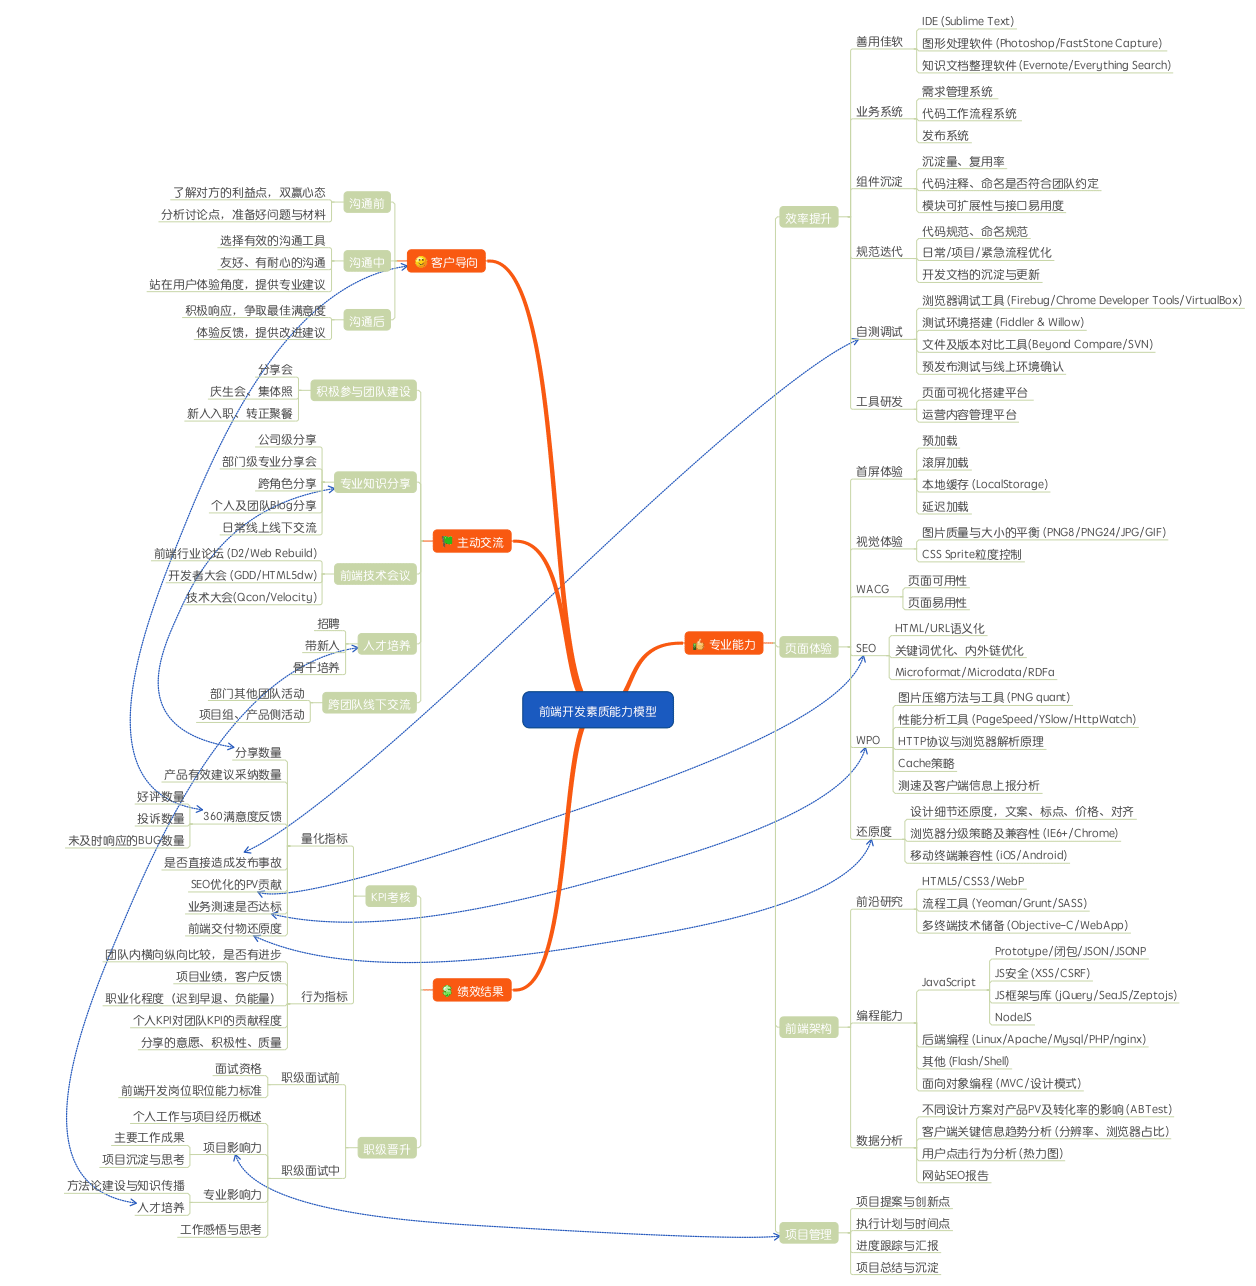 前端开发素质能力模型
客户导向
沟通前
了解对方的利益点，双赢心态
分析讨论点，准备好问题与材料
沟通中
选择有效的沟通工具
友好、有耐心的沟通
站在用户体验角度，提供专业建议
沟通后
积极响应，争取最佳满意度
体验反馈，提供改进建议
主动交流
积极参与团队建设
分享会
庆生会、集体照
新人入职、转正聚餐
专业知识分享
公司级分享
部门级专业分享会
跨角色分享
个人及团队Blog分享
日常线上线下交流
前端技术会议
前端行业论坛 (D2/Web Rebuild)
开发者大会 (GDD/HTML5dw)
技术大会(Qcon/Velocity)
人才培养
招聘
带新人
骨干培养
跨团队线下交流
部门其他团队活动
项目组、产品侧活动
绩效结果
KPI考核
量化指标
分享数量
产品有效建议采纳数量
360满意度反馈
好评数量
投诉数量
未及时响应的BUG数量
是否直接造成发布事故
SEO优化的PV贡献
业务测速是否达标
前端交付物还原度
行为指标
团队内横向纵向比较，是否有进步
项目业绩，客户反馈
职业化程度（迟到早退、负能量）
个人KPI对团队KPI的贡献程度
分享的意愿、积极性、质量
职级晋升
职级面试前
面试资格
前端开发岗位职位能力标准
职级面试中
个人工作与项目经历概述
项目影响力
主要工作成果
项目沉淀与思考
专业影响力
方法论建设与知识传播
人才培养
工作感悟与思考
专业能力
效率提升
善用佳软
IDE (Sublime Text)
图形处理软件 (Photoshop/FastStone Capture)
知识文档整理软件 (Evernote/Everything Search)
业务系统
需求管理系统
代码工作流程系统
发布系统
组件沉淀
沉淀量、复用率
代码注释、命名是否符合团队约定
模块可扩展性与接口易用度
规范迭代
代码规范、命名规范
日常/项目/紧急流程优化
开发文档的沉淀与更新
自测调试
浏览器调试工具 (Firebug/Chrome Developer Tools/VirtualBox)
测试环境搭建 (Fiddler & Willow)
文件及版本对比工具(Beyond Compare/SVN)
预发布测试与线上环境确认
工具研发
页面可视化搭建平台
运营内容管理平台
页面体验
首屏体验
预加载
滚屏加载
本地缓存 (LocalStorage)
延迟加载
视觉体验
图片质量与大小的平衡 (PNG8/PNG24/JPG/GIF)
CSS Sprite粒度控制
WACG
页面可用性
页面易用性
SEO
HTML/URL语义化
关键词优化、内外链优化
Microformat/Microdata/RDFa
WPO
图片压缩方法与工具 (PNG quant)
性能分析工具 (PageSpeed/YSlow/HttpWatch)
HTTP协议与浏览器解析原理
Cache策略
测速及客户端信息上报分析
还原度
设计细节还原度，文案、标点、价格、对齐
浏览器分级策略及兼容性 (IE6+/Chrome)
移动终端兼容性 (iOS/Android)
前端架构
前沿研究
HTML5/CSS3/WebP
流程工具 (Yeoman/Grunt/SASS)
多终端技术储备 (Objective-C/WebApp)
编程能力
JavaScript
Prototype/闭包/JSON/JSONP
JS安全 (XSS/CSRF)
JS框架与库 (jQuery/SeaJS/Zeptojs)
NodeJS
后端编程 (Linux/Apache/Mysql/PHP/nginx)
其他 (Flash/Shell)
面向对象编程 (MVC/设计模式)
数据分析
不同设计方案对产品PV及转化率的影响 (ABTest)
客户端关键信息趋势分析 (分辨率、浏览器占比)
用户点击行为分析 (热力图)
网站SEO报告
项目管理
项目提案与创新点
执行计划与时间点
进度跟踪与汇报
项目总结与沉淀